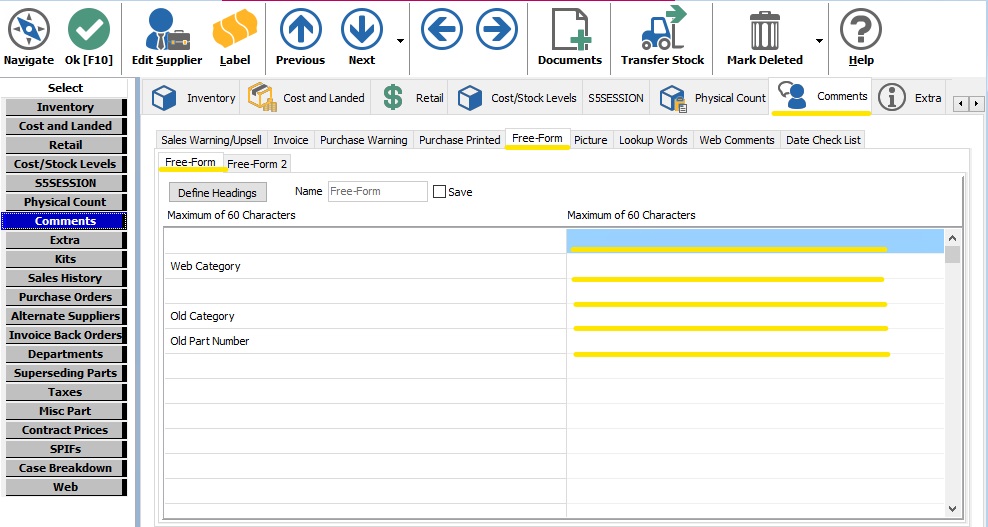 Navigate Ok [F10] Edit Supplier Label Previous Next Documents Transfer Stock Mark Deleted Help
Select
Inventory
Cost and Landed
Retail
Cost/Stock Levels
S5SESSION
Physical Count
Comments
Extra
Kits
Sales History
Purchase Orders
Alternate Suppliers
Invoice Back Orders
Departments
Superseding Parts
Taxes
Misc Part
Contract Prices
SPIFs
Case Breakdown
Web
Inventory Cost and Landed Retail Cost/Stock Levels S5SESSION Physical Count Comments Extra
Sales Warning/Upsell Invoice Purchase Warning Purchase Printed Free-Form Picture Lookup Words Web Comments Date Check List
Free-Form Free-Form 2
Define Headings Name Free-Form Save
Maximum of 60 Characters Maximum of 60 Characters
Web Category
Old Category
Old Part Number